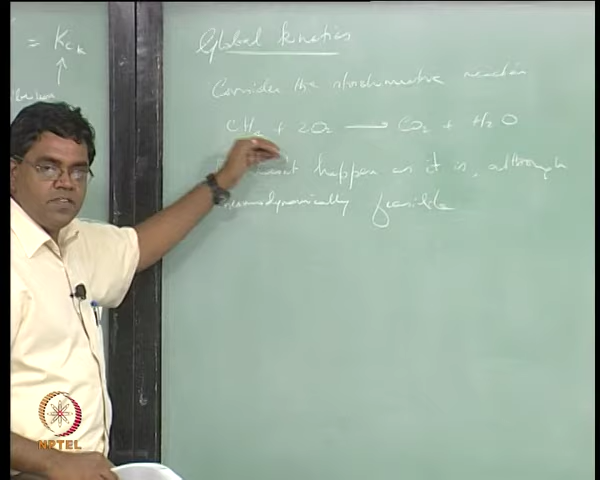 = K_{C_k}
Global kinetics
Consider the stoichiometric reaction
CH₄ + 2O₂ → CO₂ + H₂O
happen as it is, although
thermodynamically feasible
NPTEL